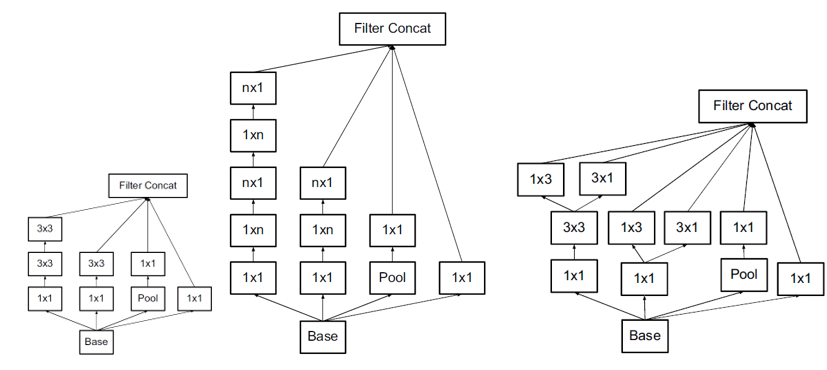 Filter Concat
3x3
3x3
3x3
1x1
1x1
1x1
Pool
1x1
Base
Filter Concat
nx1
1xn
nx1
nx1
1xn
1xn
1x1
1x1
1x1
Pool
1x1
Base
Filter Concat
1x3
3x1
3x3
1x3
3x1
1x1
1x1
1x1
Pool
1x1
Base